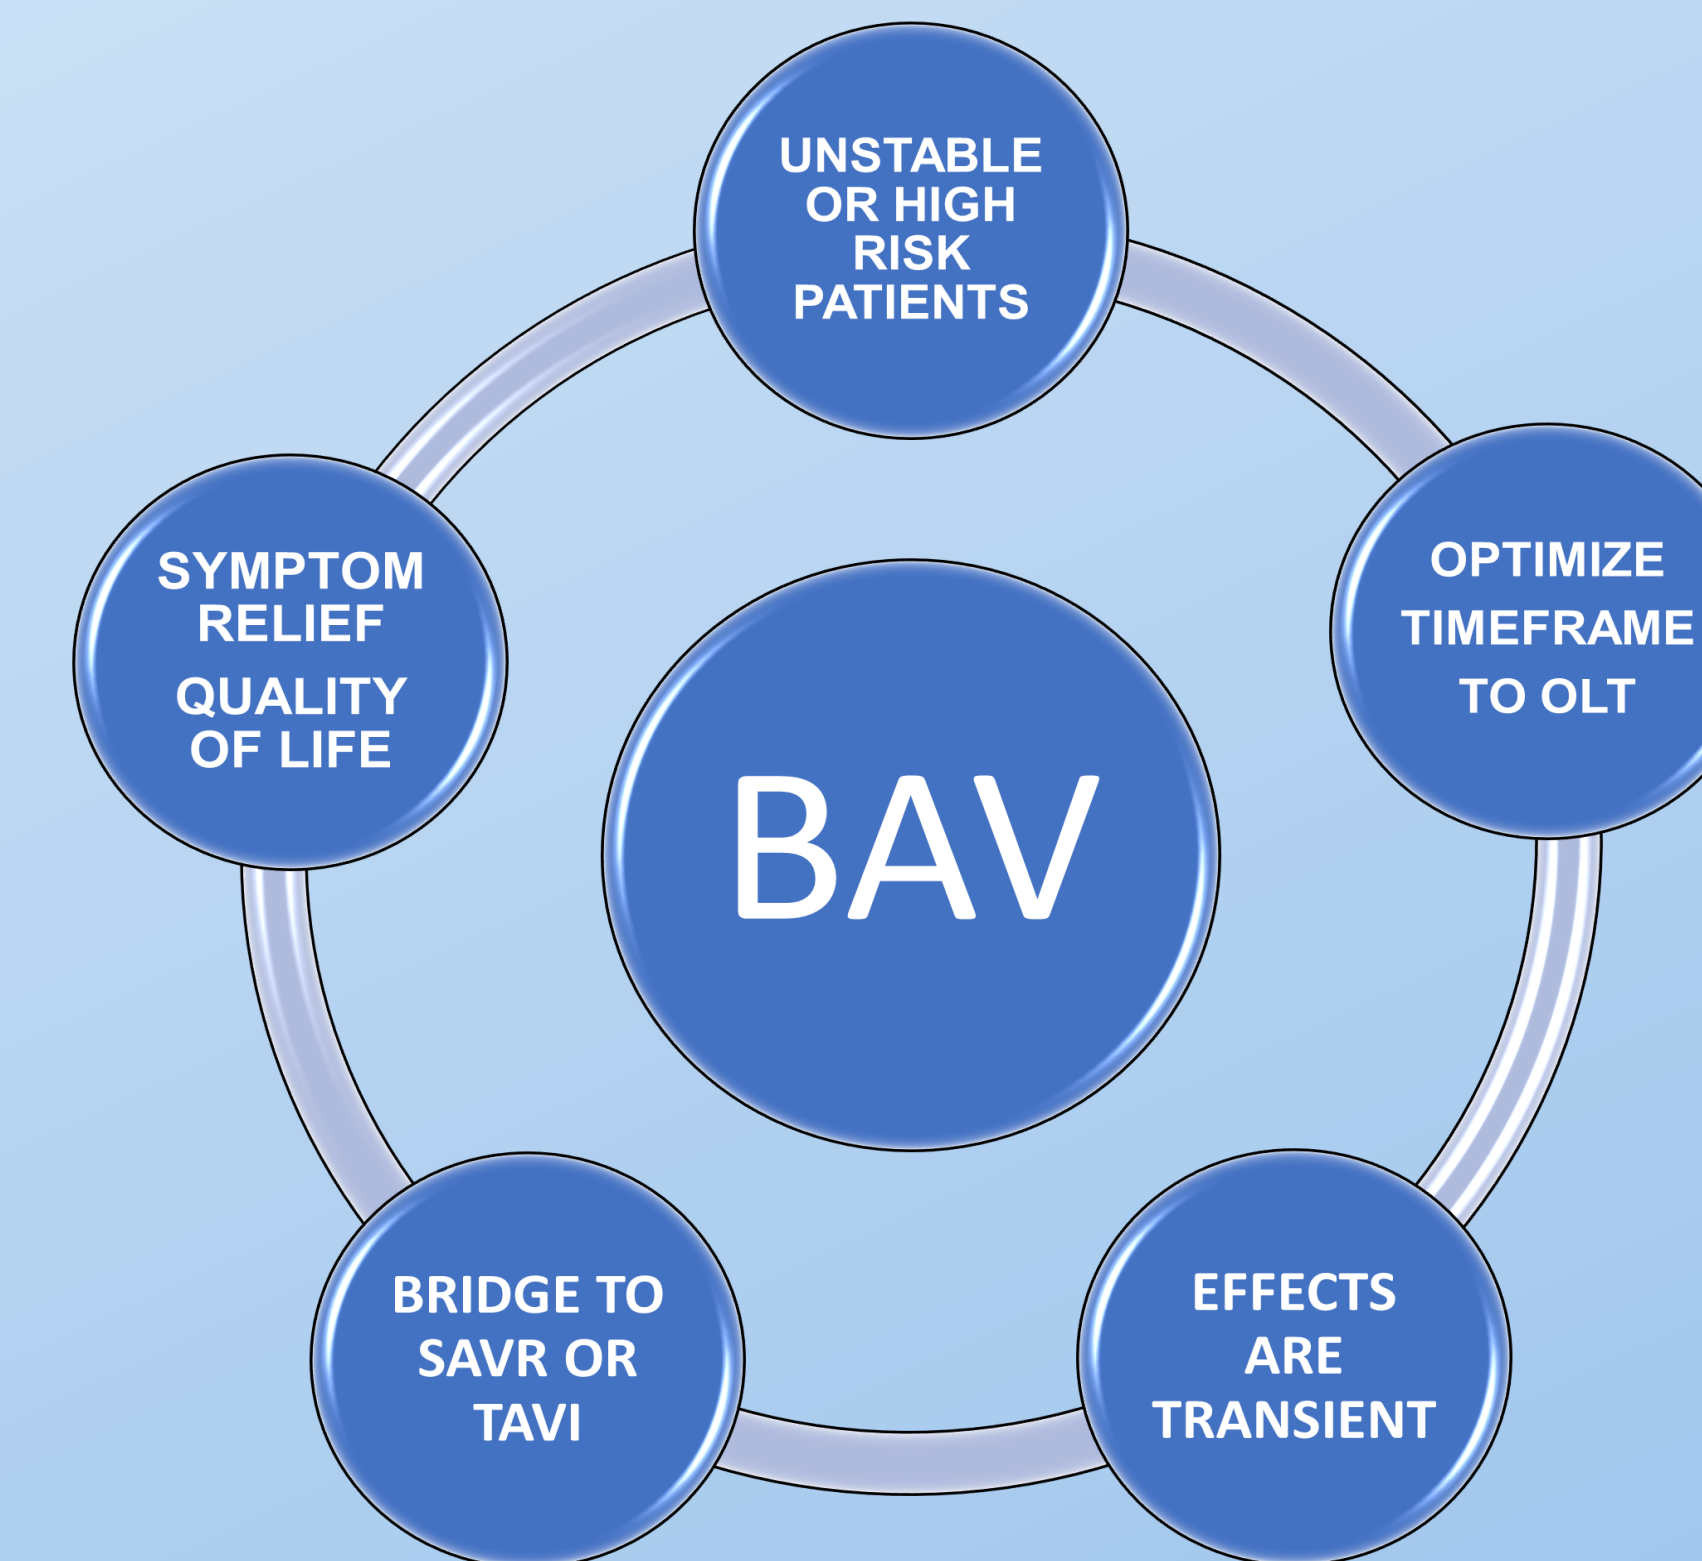 UNSTABLE
OR HIGH
RISK
PATIENTS
OPTIMIZE
TIMEFRAME
TO OLT
EFFECTS
ARE
TRANSIENT
BRIDGE TO
SAVR OR
TAVI
SYMPTOM
RELIEF
QUALITY
OF LIFE
BAV